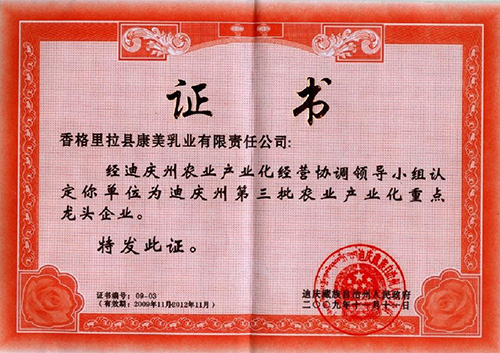 证 书
香格里拉县康美乳业有限责任公司：
经迪庆州农业产业化经营协调领导小组认
定你单位为迪庆州第三批农业产业化重点
龙头企业。
特发此证。
证书编号：09-03
（有效期：2009年11月2012年11月）
迪庆藏族自治州人民政府
二〇〇九年十一月十一日